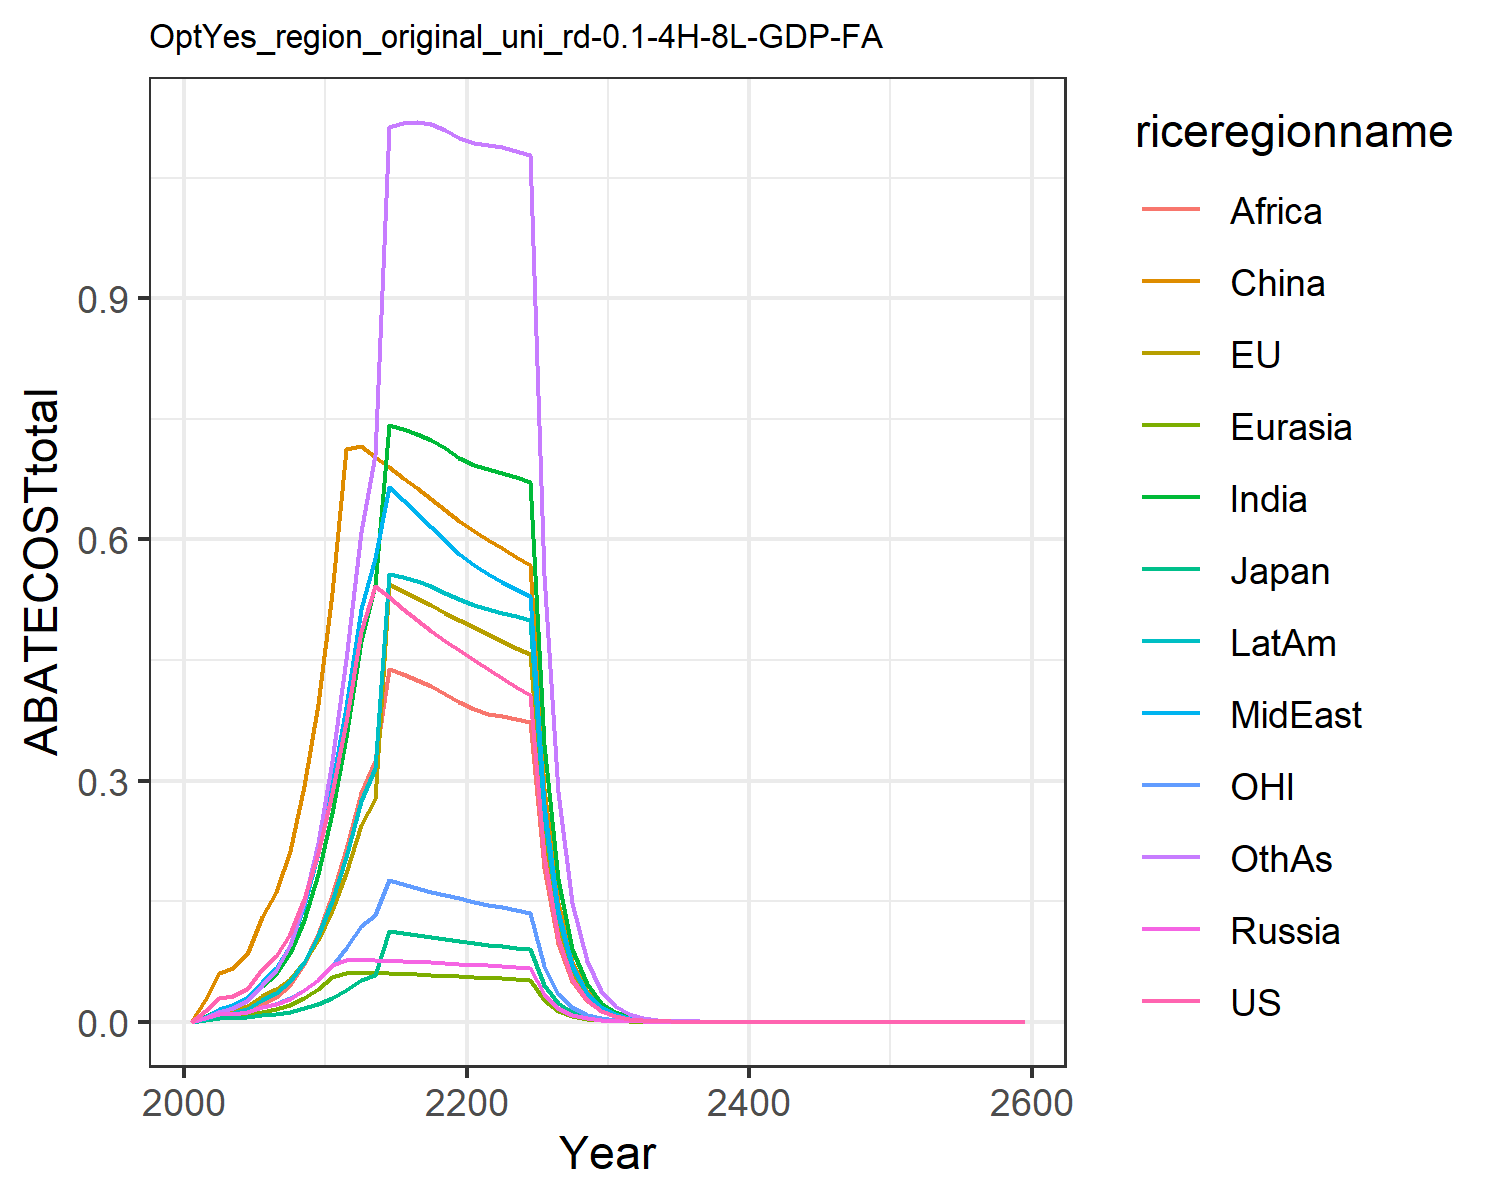 OptYes_region_original_uni_rd-0.1-4H-8L-GDP-FA
ABATECOSTtotal
0.9
0.6
0.3
0.0
2000
2200
2400
2600
Year
riceregionname
Africa
China
EU
Eurasia
India
Japan
LatAm
MidEast
OHI
OthAs
Russia
US